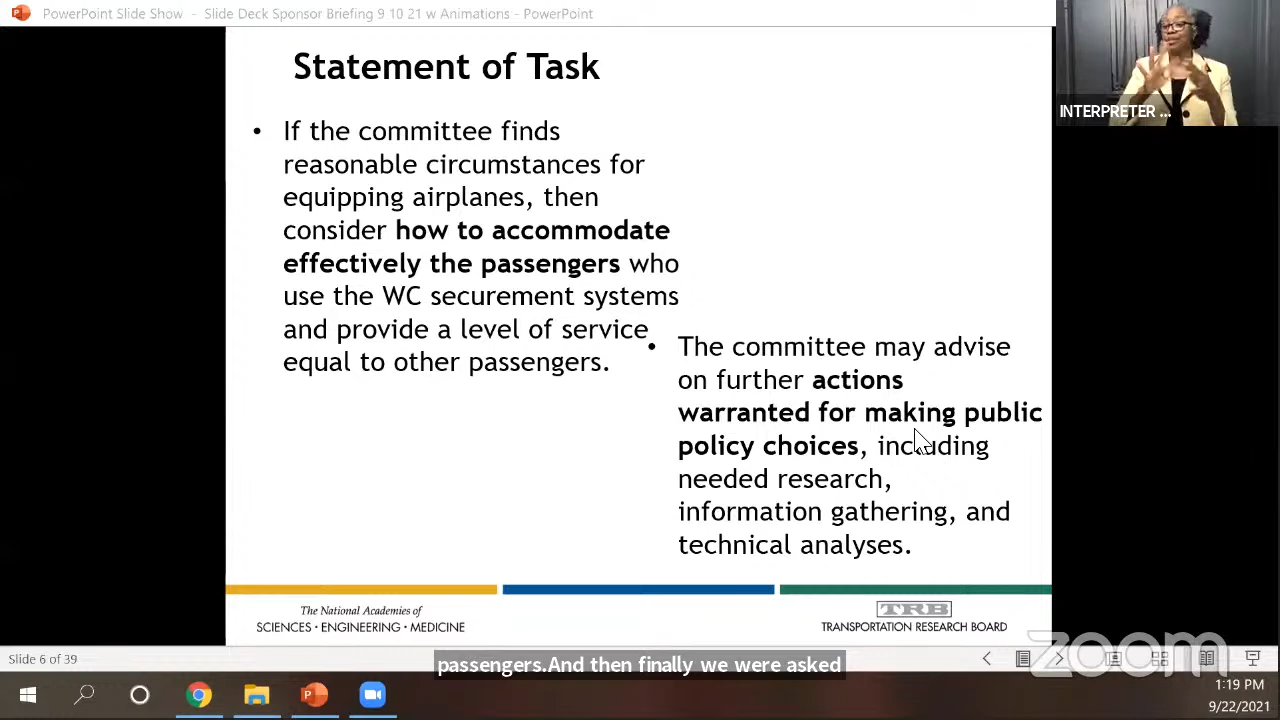 PowerPoint Slide Show - Slide Deck Sponsor Briefing 9 10 21 w Animations - PowerPoint
INTERPRETER ...
Statement of Task
• If the committee finds
reasonable circumstances for
equipping airplanes, then
consider how to accommodate
effectively the passengers who
use the WC securement systems
and provide a level of service
equal to other passengers.
• The committee may advise
on further actions
warranted for making public
policy choices, including
needed research,
information gathering, and
technical analyses.
The National Academies of
SCIENCES • ENGINEERING • MEDICINE
TRB
TRANSPORTATION RESEARCH BOARD
zoom
Slide 6 of 39
passengers.And then finally we were asked
1:19 PM
9/22/2021